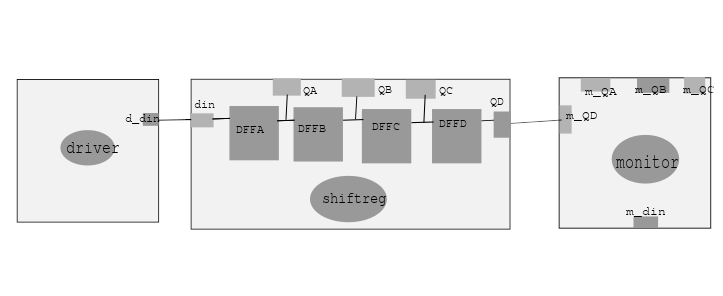 d_din
driver
din
QA
QB
QC
QD
DFFA
DFFB
DFFC
DFFD
shiftreg
m_QA
m_QB
m_QC
m_QD
monitor
m_din